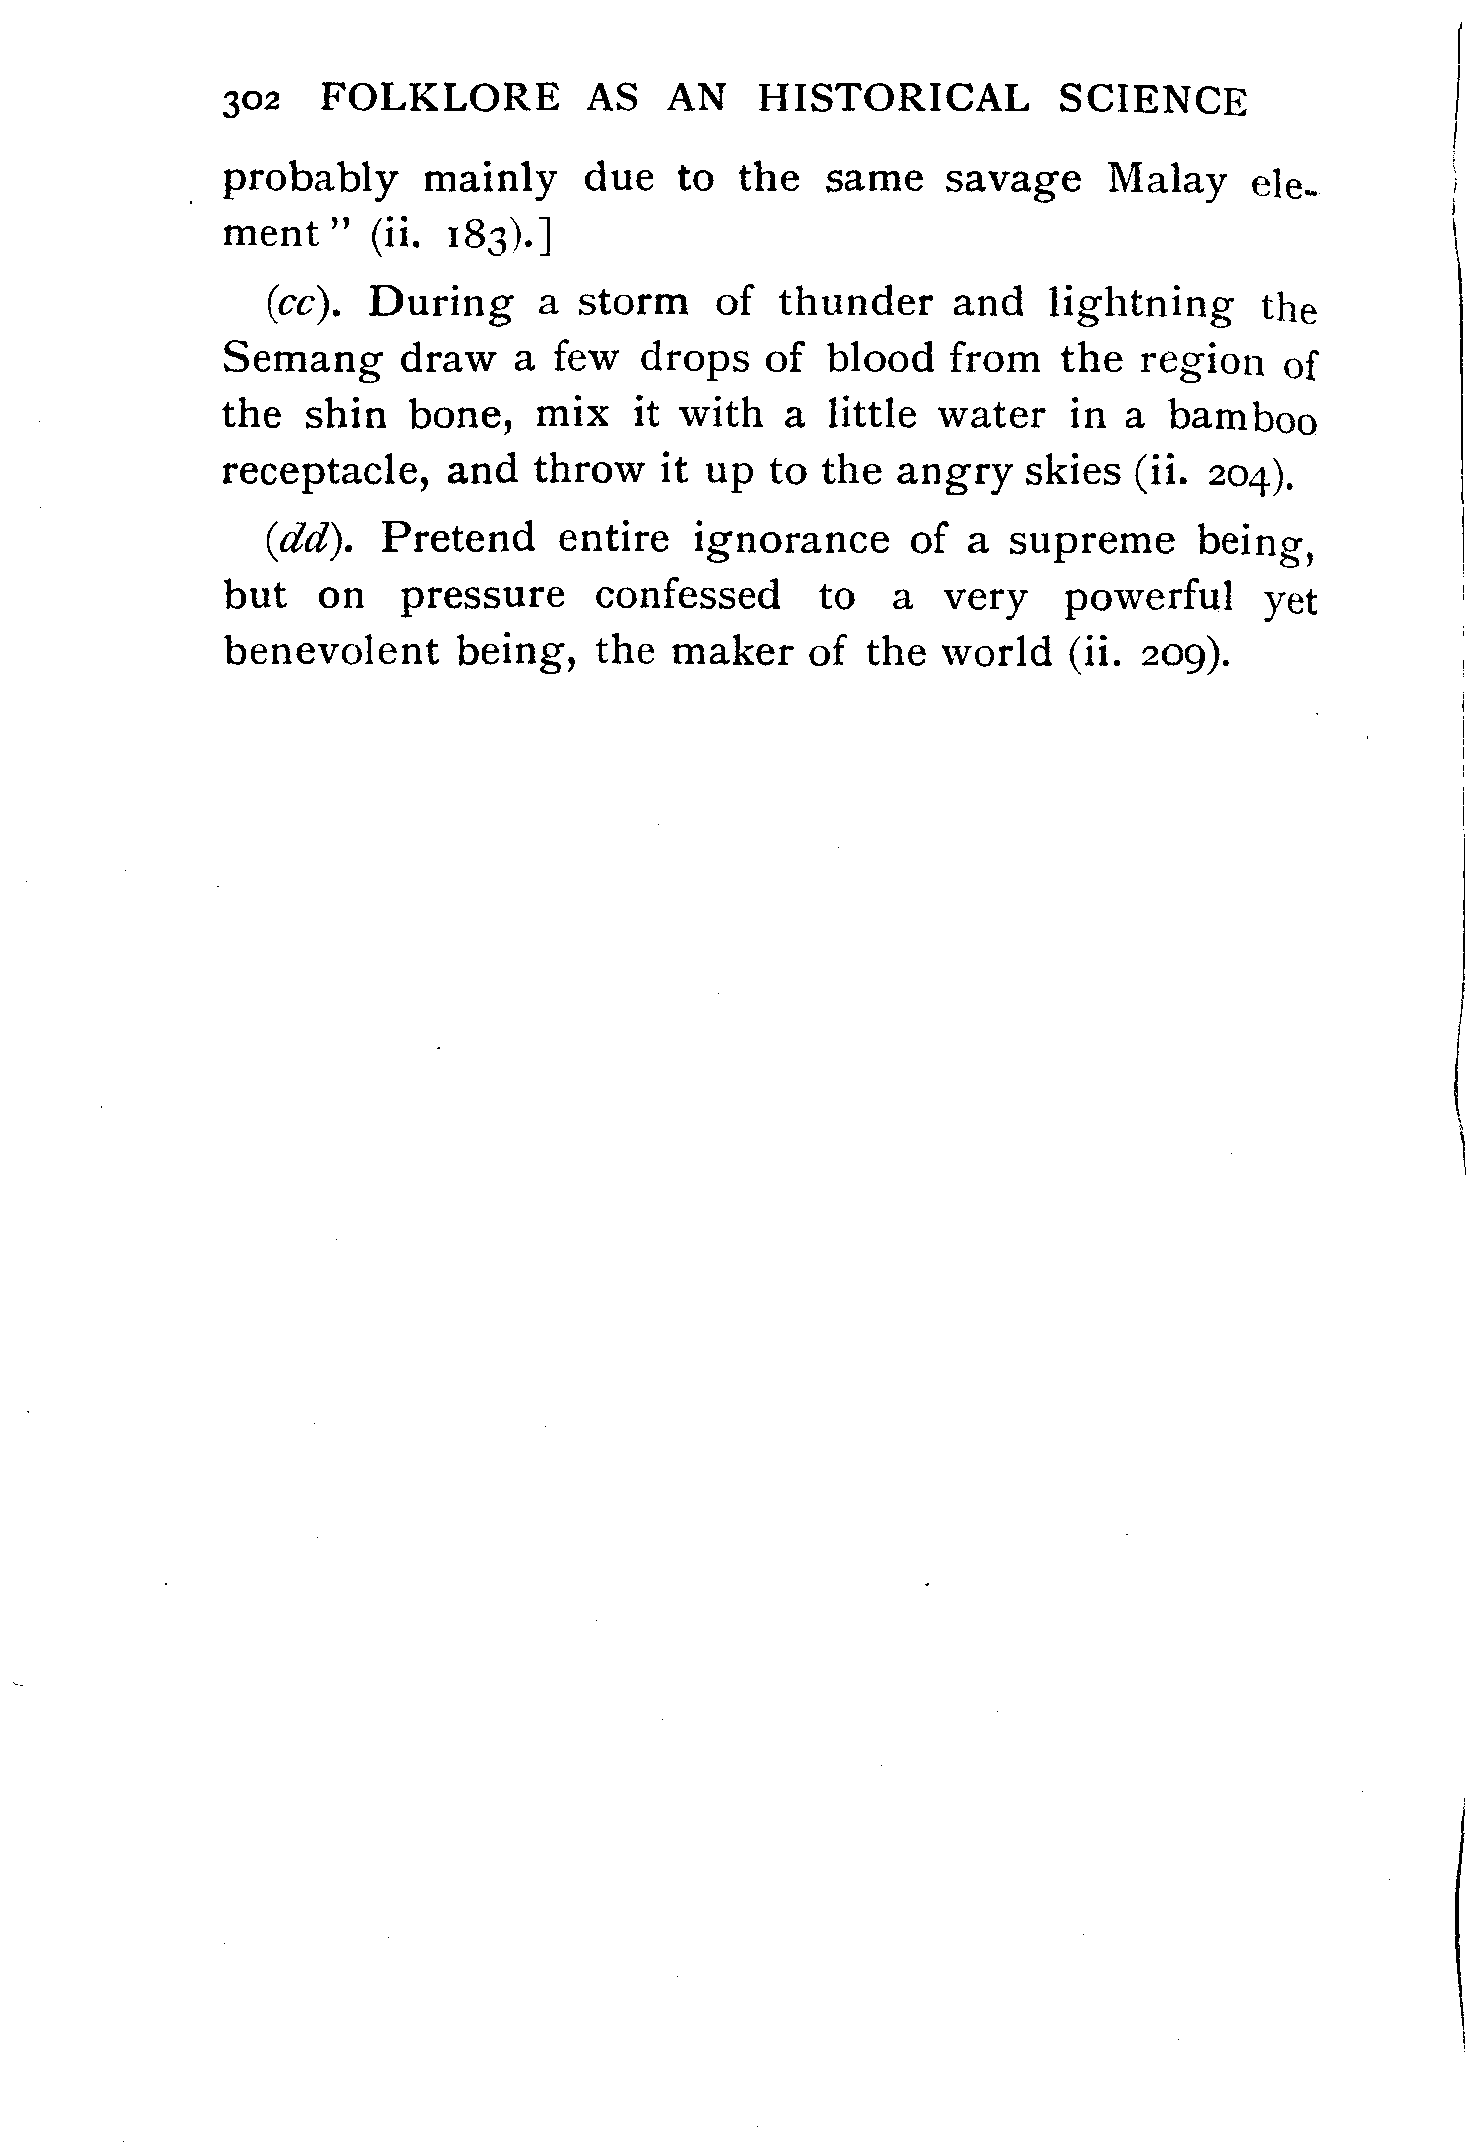 302 FOLKLORE AS AN HISTORICAL SCIENCE
probably mainly due to the same savage Malay ele-
ment" (ii. 183).]
(cc). During a storm of thunder and lightning the
Semang draw a few drops of blood from the region of
the shin bone, mix it with a little water in a bamboo
receptacle, and throw it up to the angry skies (ii. 204).
(dd). Pretend entire ignorance of a supreme being,
but on pressure confessed to a very powerful yet
benevolent being, the maker of the world (ii. 209).